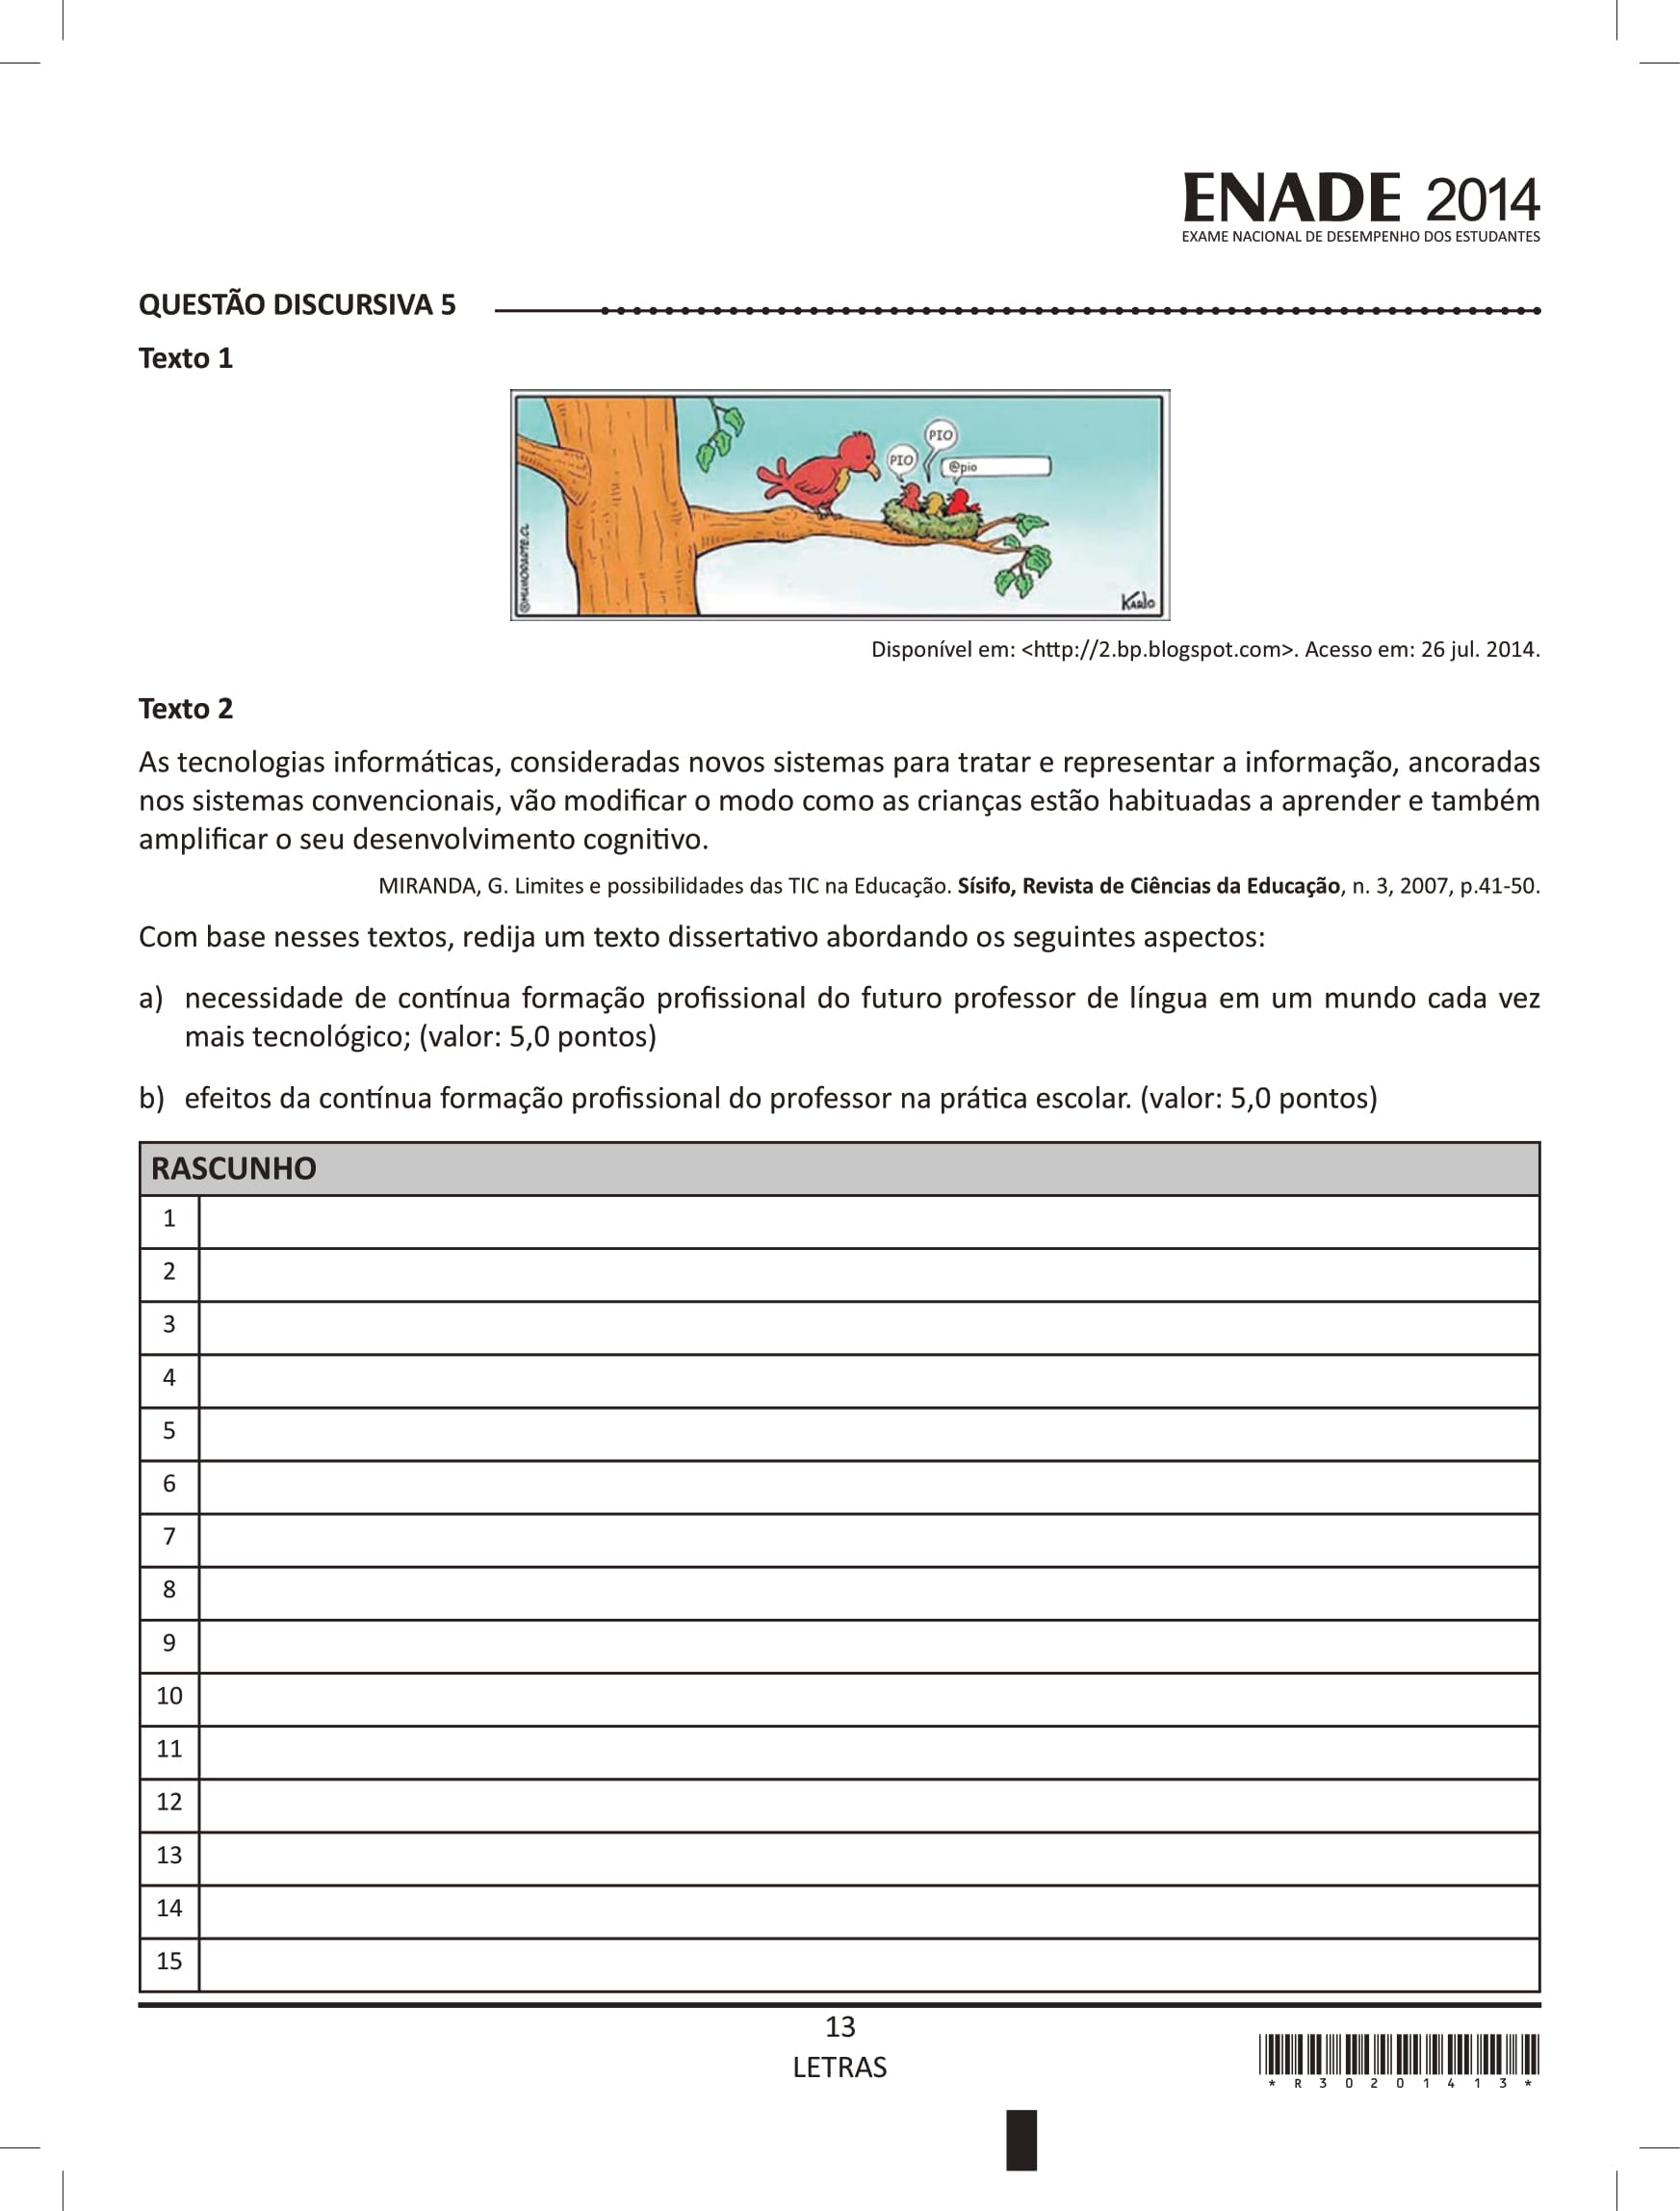 ENADE 2014
EXAME NACIONAL DE DESEMPENHO DOS ESTUDANTES
QUESTÃO DISCURSIVA 5
Texto 1
PIO
PIO
@pio
©HUMORARTE.CL
Karlo
Disponível em: <http://2.bp.blogspot.com>. Acesso em: 26 jul. 2014.
Texto 2
As tecnologias informáticas, consideradas novos sistemas para tratar e representar a informação, ancoradas
nos sistemas convencionais, vão modificar o modo como as crianças estão habituadas a aprender e também
amplificar o seu desenvolvimento cognitivo.
MIRANDA, G. Limites e possibilidades das TIC na Educação. Sísifo, Revista de Ciências da Educação, n. 3, 2007, p.41-50.
Com base nesses textos, redija um texto dissertativo abordando os seguintes aspectos:
a) necessidade de contínua formação profissional do futuro professor de língua em um mundo cada vez
mais tecnológico; (valor: 5,0 pontos)
b) efeitos da contínua formação profissional do professor na prática escolar. (valor: 5,0 pontos)
RASCUNHO
1
2
3
4
5
6
7
8
9
10
11
12
13
14
15
13
LETRAS
* R 3 0 2 0 1 4 1 3 *